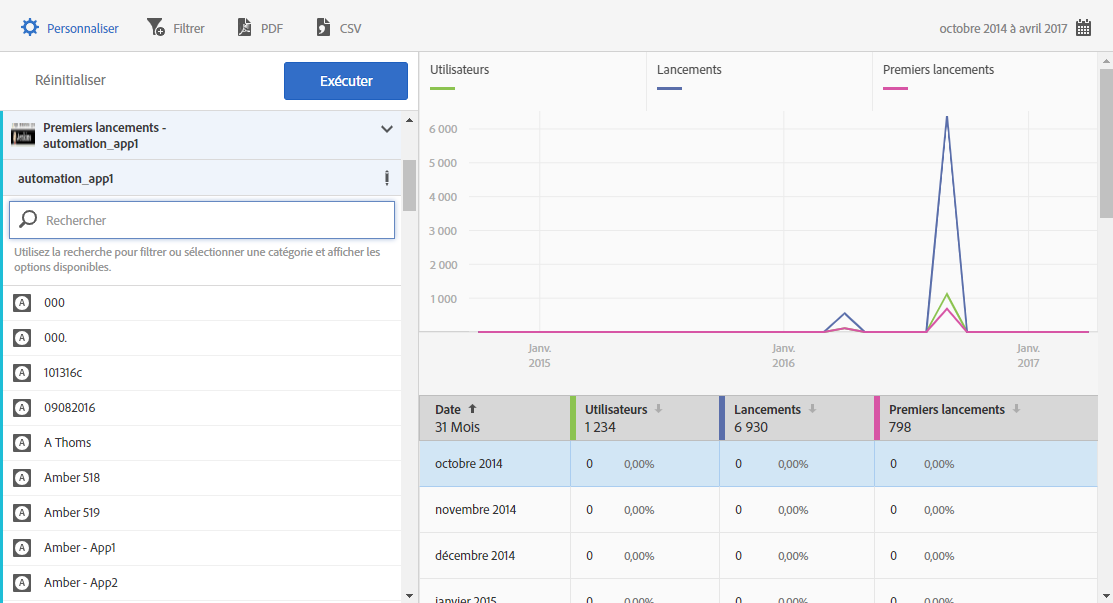 Personnaliser Filtrer PDF CSV octobre 2014 à avril 2017
Réinitialiser Exécuter
Premiers lancements -
automation_app1
automation_app1
Rechercher
Utilisez la recherche pour filtrer ou sélectionner une catégorie et afficher les
options disponibles.
A 000
A 000.
A 101316c
A 09082016
A A Thoms
A Amber 518
A Amber 519
A Amber - App1
A Amber - App2
Utilisateurs Lancements Premiers lancements
6 000
5 000
4 000
3 000
2 000
1 000
Janv. Janv. Janv.
2015 2016 2017
Date Utilisateurs Lancements Premiers lancements
31 Mois 1 234 6 930 798
octobre 2014 0 0,00% 0 0,00% 0 0,00%
novembre 2014 0 0,00% 0 0,00% 0 0,00%
décembre 2014 0 0,00% 0 0,00% 0 0,00%
janvier 2015 0 0,00% 0 0,00% 0 0,00%